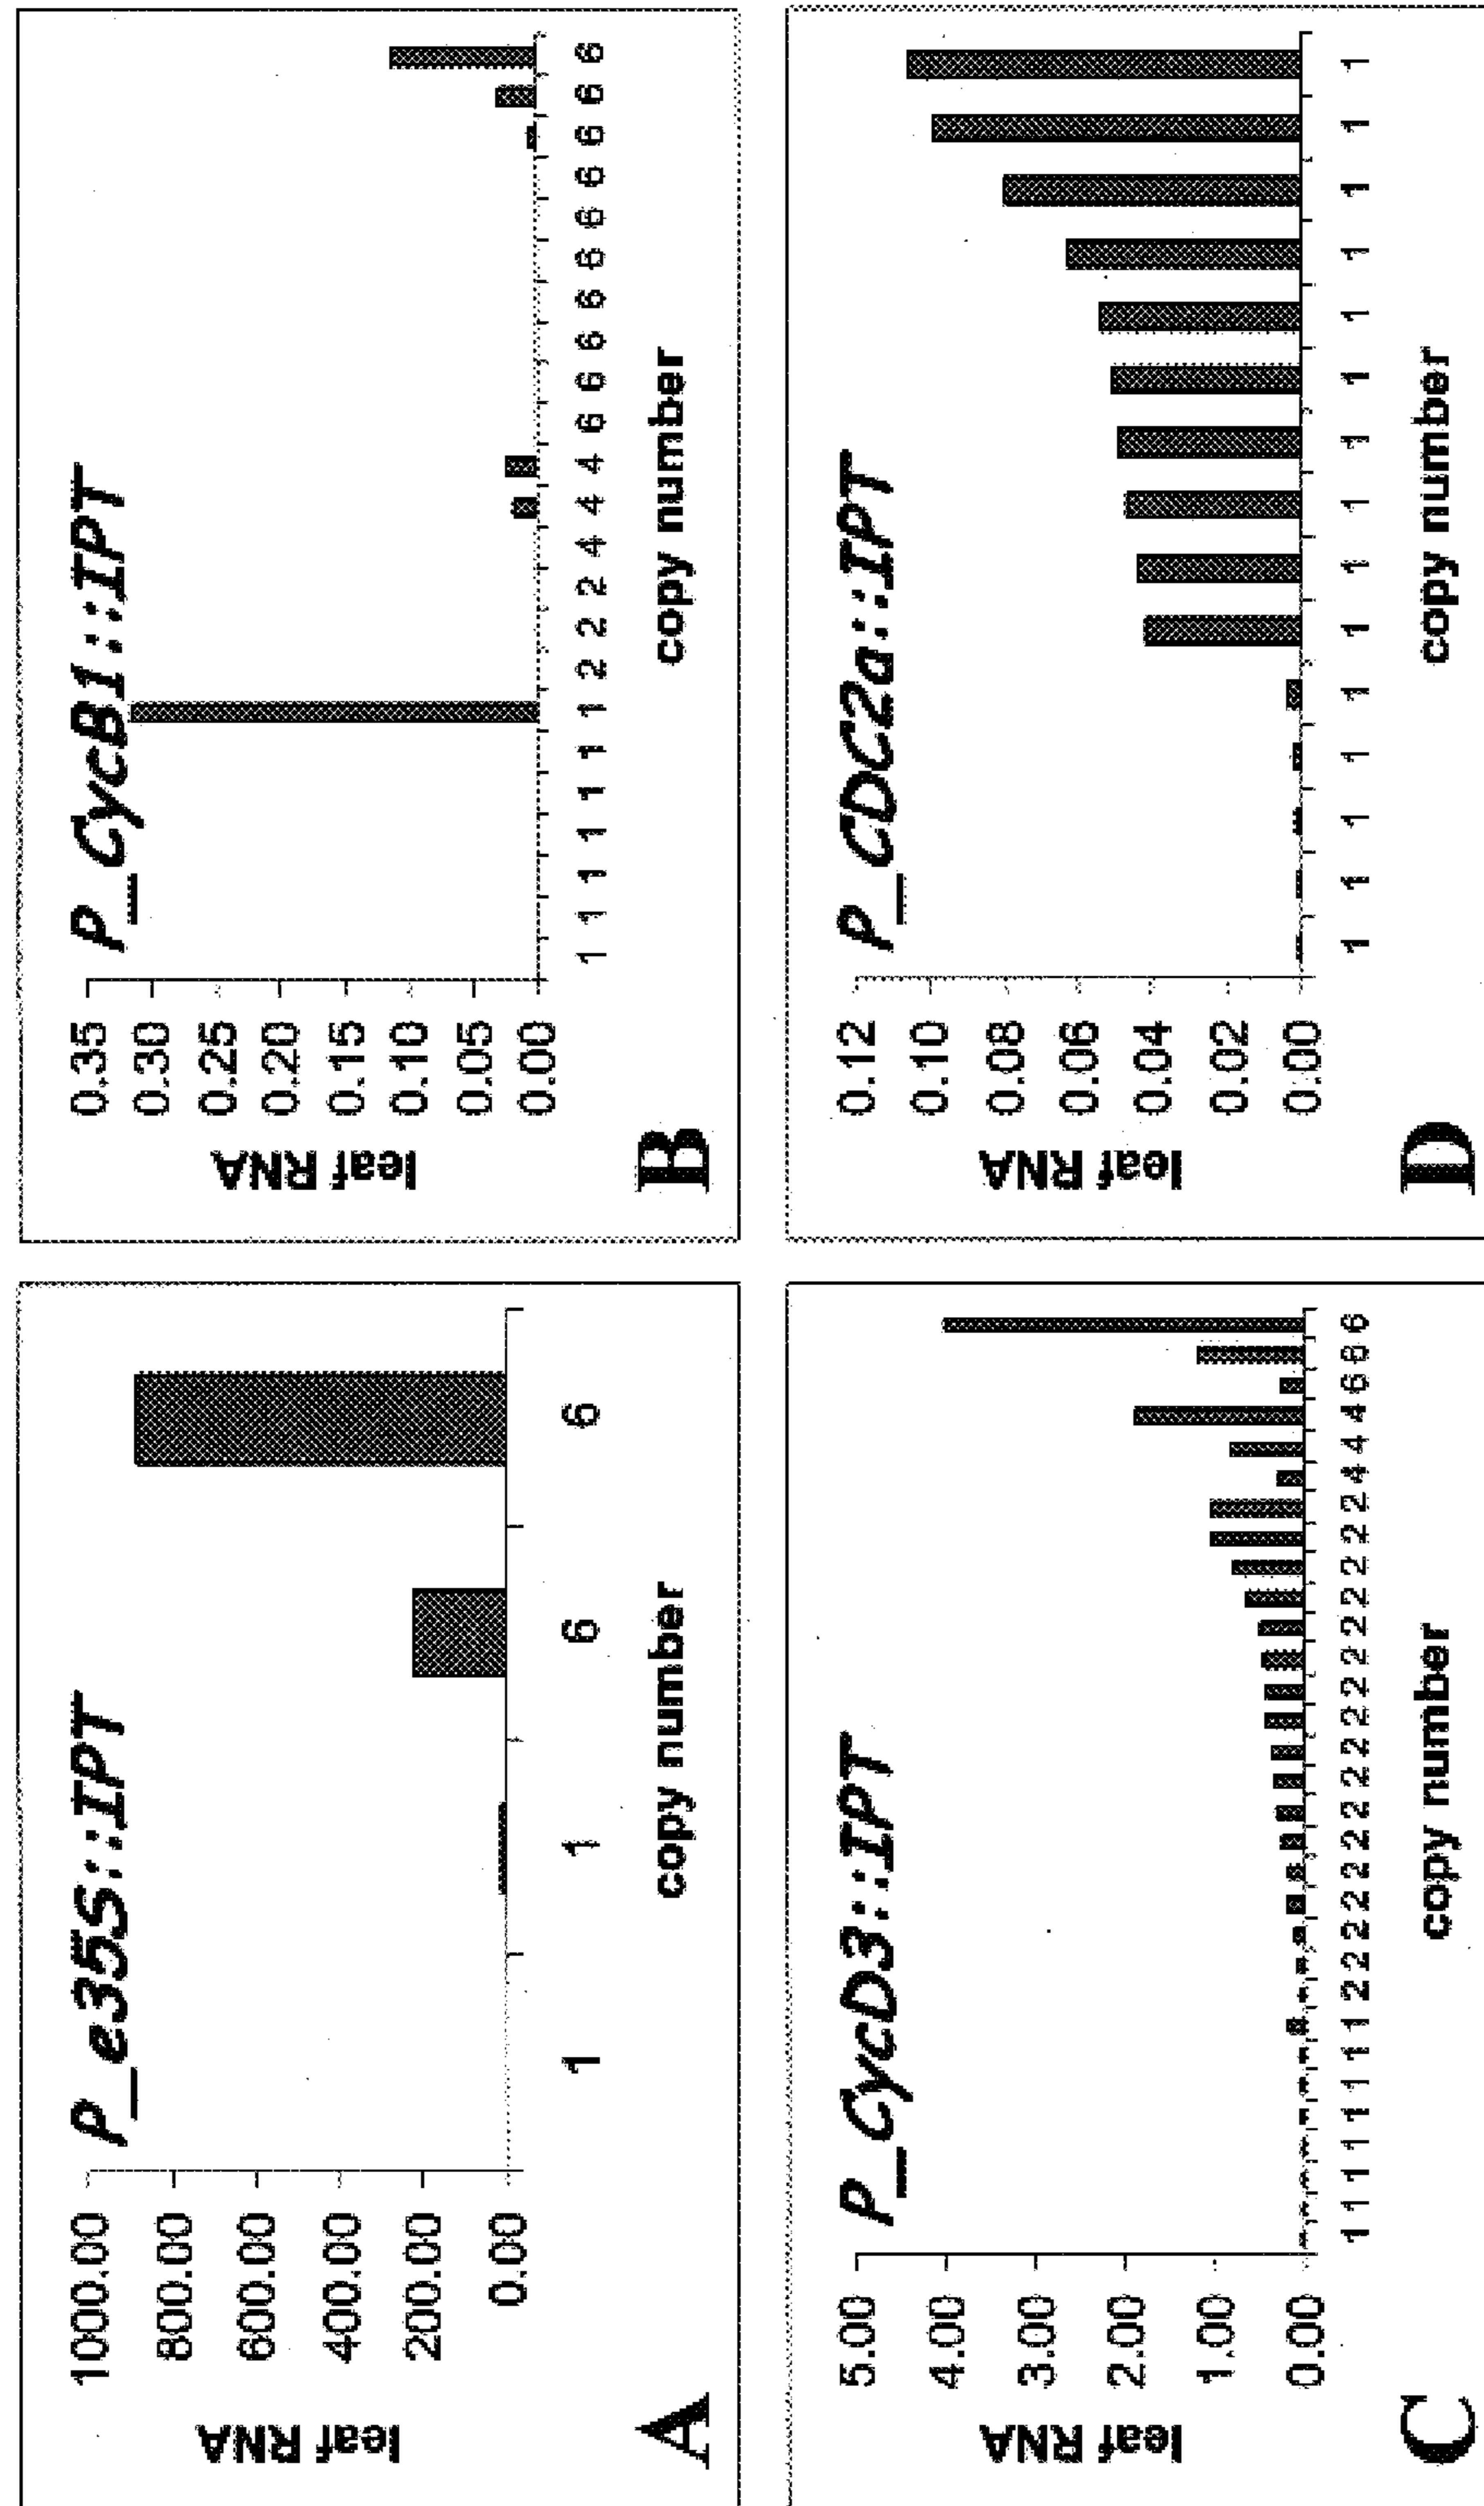 P_e35S::IPT
leaf RNA
1000.00
800.00
600.00
400.00
200.00
0.00
1 1 6 6
copy number
A
P_CycB1::IPT
leaf RNA
0.35
0.30
0.25
0.20
0.15
0.10
0.05
0.00
1 1 1 1 1 1 1 2 2 2 4 4 4 6 6 6 6 6 6 6 6 6 6
copy number
B
P_CycD3::IPT
leaf RNA
5.00
4.00
3.00
2.00
1.00
0.00
1 1 1 1 1 1 1 1 2 2 2 2 2 2 2 2 2 2 2 2 2 2 2 2 2 4 4 4 6 6 6
copy number
C
P_CDC2a::IPT
leaf RNA
0.12
0.10
0.08
0.06
0.04
0.02
0.00
1 1 1 1 1 1 1 1 1 1 1 1 1 1 1
copy number
D